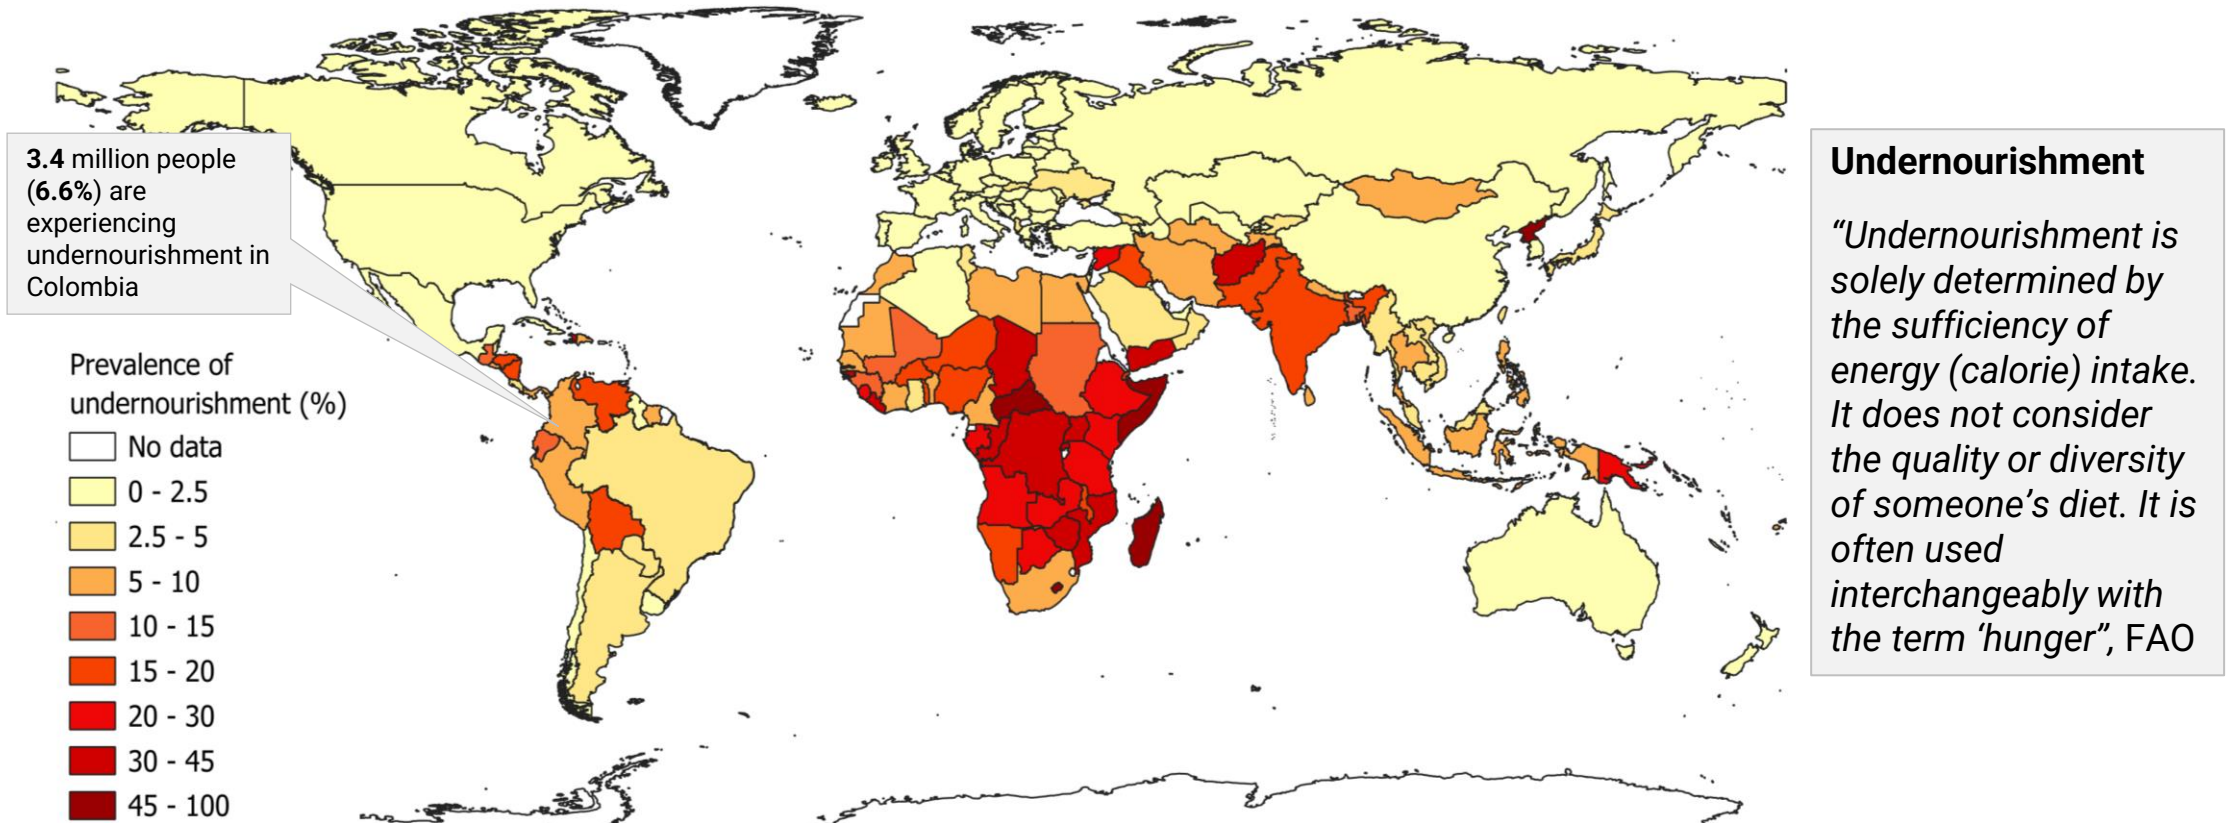 3.4 million people
(6.6%) are
experiencing
undernourishment in
Colombia
Prevalence of
undernourishment (%)
No data
0 - 2.5
2.5 - 5
5 - 10
10 - 15
15 - 20
20 - 30
30 - 45
45 - 100
Undernourishment
“Undernourishment is
solely determined by
the sufficiency of
energy (calorie) intake.
It does not consider
the quality or diversity
of someone’s diet. It is
often used
interchangeably with
the term ‘hunger”, FAO